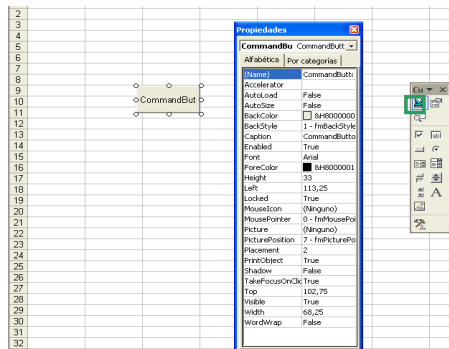 2
3
4
5
6
7
8
9
10
11
12
13
14
15
16
17
18
19
20
21
22
23
24
25
26
27
28
29
30
31
32
CommandBut
Propiedades
CommandBu CommandButt
Alfabética Por categorías
(Name) CommandButto
Accelerator
AutoLoad False
AutoSize False
BackColor &H8000000
BackStyle 1 - fmBackStyle
Caption CommandButto
Enabled True
Font Arial
ForeColor &H8000001
Height 33
Left 113,25
Locked True
MouseIcon (Ninguno)
MousePointer 0 - fmMousePoi
Picture (Ninguno)
PicturePosition 7 - fmPicturePo
Placement 2
PrintObject True
Shadow False
TakeFocusOnClic True
Top 102,75
Visible True
Width 68,25
WordWrap False
Cu
ab
A